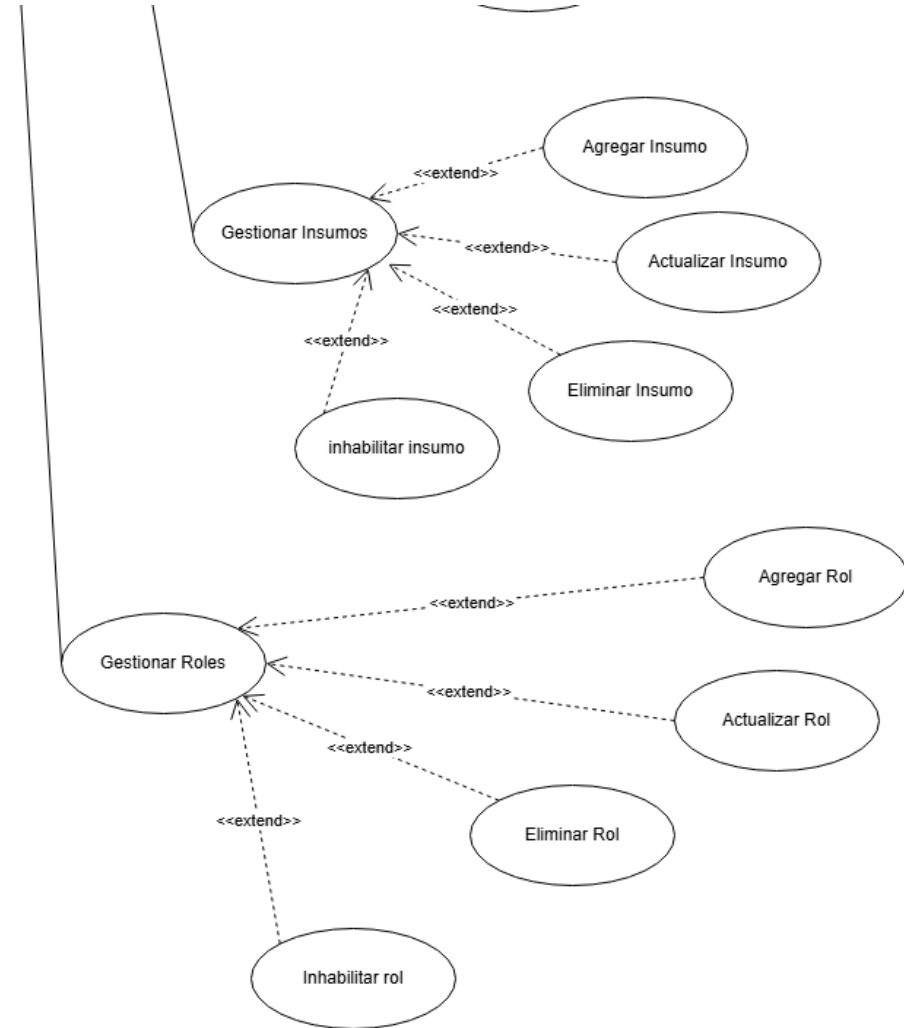 Agregar Insumo
<<extend>>
Gestionar Insumos
<<extend>>
Actualizar Insumo
<<extend>>
<<extend>>
Eliminar Insumo
inhabilitar insumo
Agregar Rol
<<extend>>
Gestionar Roles
<<extend>>
Actualizar Rol
<<extend>>
<<extend>>
Eliminar Rol
Inhabilitar rol